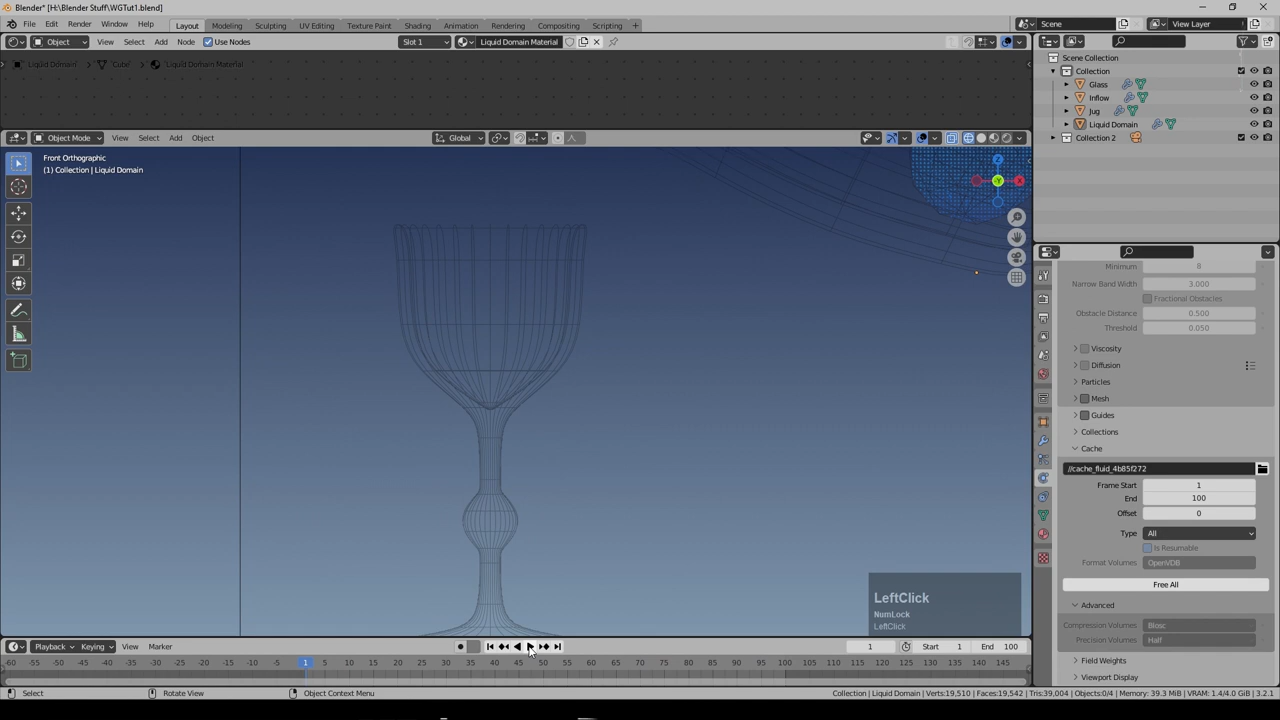 Blender* [H:\Blender Stuff\WGTut1.blend]
File Edit Render Window Help Layout Modeling Sculpting UV Editing Texture Paint Shading Animation Rendering Compositing Scripting Scene View Layer
Object View Select Add Node Use Nodes Slot 1 Liquid Domain Material
Liquid Domain > Cube > Liquid Domain Material
Scene Collection
Collection
Glass
Inflow
Jug
Liquid Domain
Collection 2
Object Mode View Select Add Object Global
Front Orthographic
(1) Collection | Liquid Domain
Z
Y
X
Minimum 8
Narrow Band Width 3.000
Fractional Obstacles
Obstacle Distance 0.500
Threshold 0.050
Viscosity
Diffusion
Particles
Mesh
Guides
Collections
Cache
//cache_fluid_4b85f272
Frame Start 1
End 100
Offset 0
Type All
Is Resumable
Format Volumes OpenVDB
Free All
Advanced
Compression Volumes Blosc
Precision Volumes Half
Field Weights
Viewport Display
LeftClick
NumLock
LeftClick
Playback Keying View Marker 1 Start 1 End 100
-60 -55 -50 -45 -40 -35 -30 -25 -20 -15 -10 -5 1 5 10 15 20 25 30 35 40 45 50 55 60 65 70 75 80 85 90 95 100 105 110 115 120 125 130 135 140 145
Select Rotate View Object Context Menu Collection | Liquid Domain | Verts:19,510 | Faces:19,542 | Tris:39,004 | Objects:0/4 | Memory: 39.3 MiB | VRAM: 1.4/4.0 GiB | 3.2.1